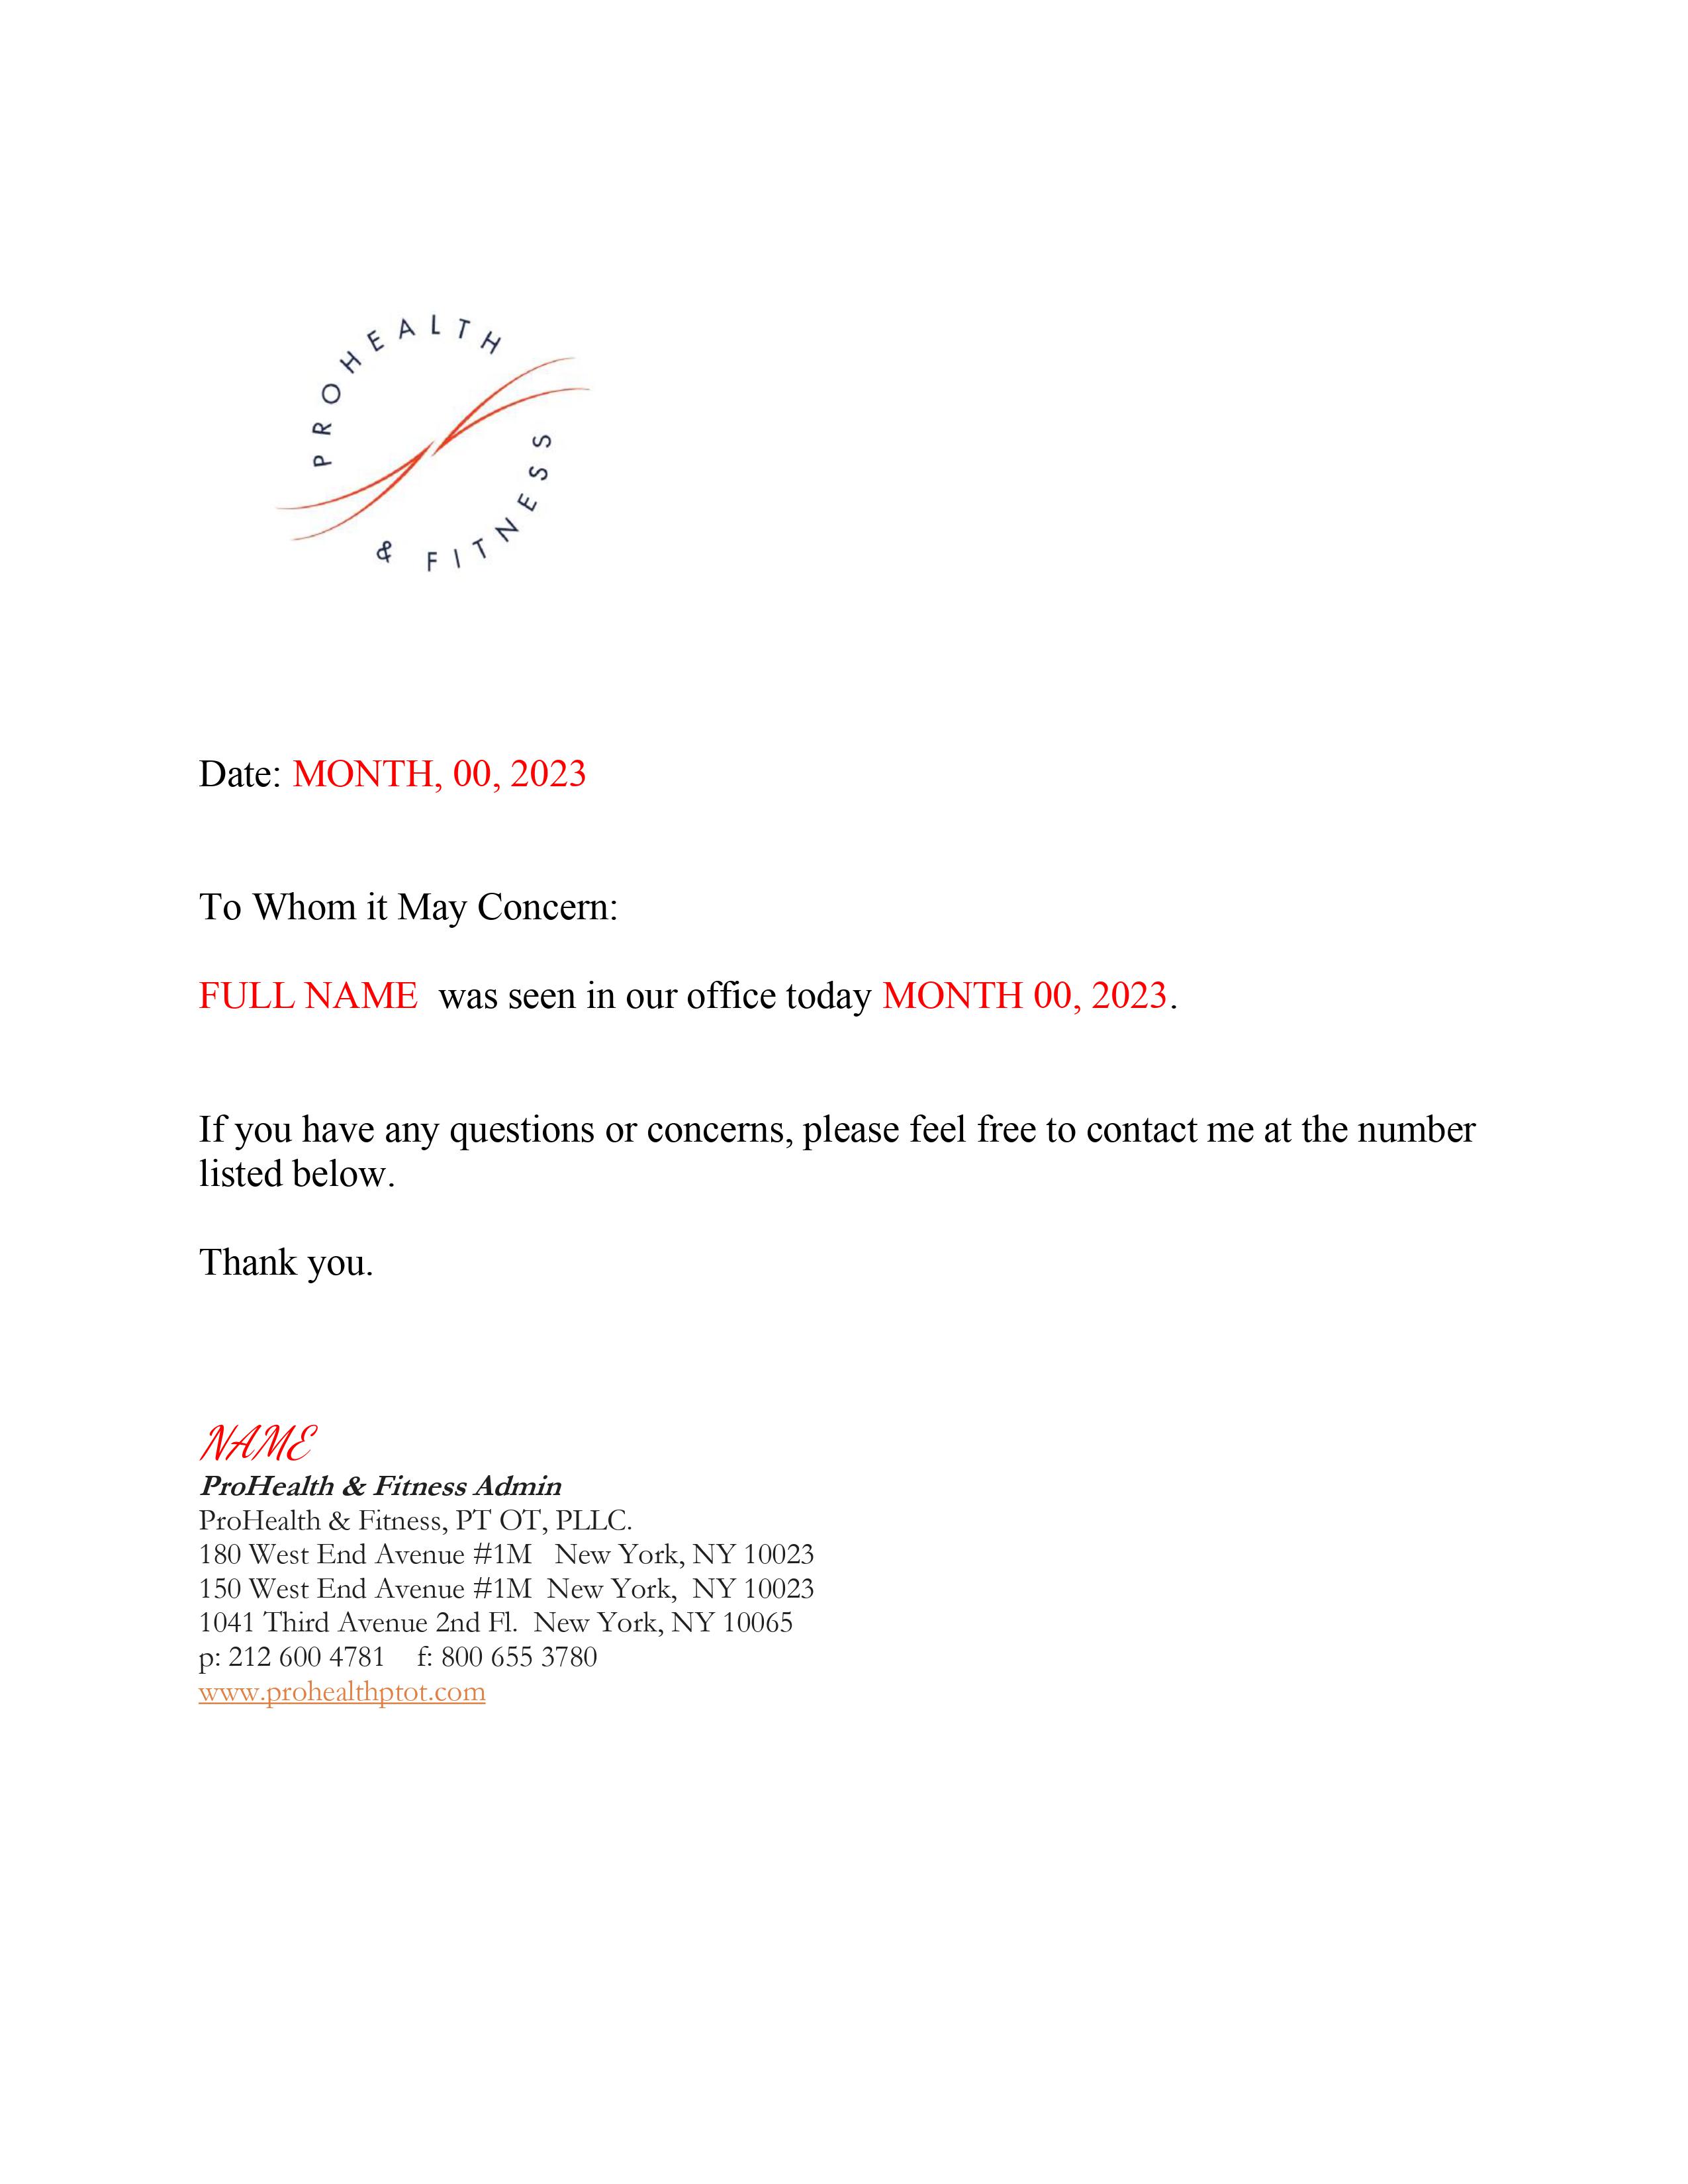 PROHEALTH
& FITNESS
Date: MONTH, 00, 2023
To Whom it May Concern:
FULL NAME  was seen in our office today MONTH 00, 2023.
If you have any questions or concerns, please feel free to contact me at the number
listed below.
Thank you.
NAME
ProHealth & Fitness Admin
ProHealth & Fitness, PT OT, PLLC.
180 West End Avenue #1M   New York, NY 10023
150 West End Avenue #1M  New York,  NY 10023
1041 Third Avenue 2nd Fl.  New York, NY 10065
p: 212 600 4781    f: 800 655 3780
www.prohealthptot.com